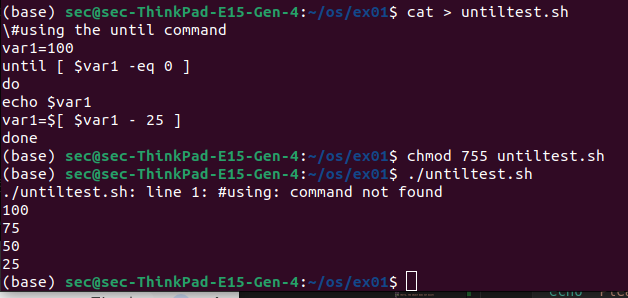 (base) sec@sec-ThinkPad-E15-Gen-4:~/os/ex01$ cat > untiltest.sh
\#using the until command
var1=100
until [ $var1 -eq 0 ]
do
echo $var1
var1=$[ $var1 - 25 ]
done
(base) sec@sec-ThinkPad-E15-Gen-4:~/os/ex01$ chmod 755 untiltest.sh
(base) sec@sec-ThinkPad-E15-Gen-4:~/os/ex01$ ./untiltest.sh
./untiltest.sh: line 1: #using: command not found
100
75
50
25
(base) sec@sec-ThinkPad-E15-Gen-4:~/os/ex01$